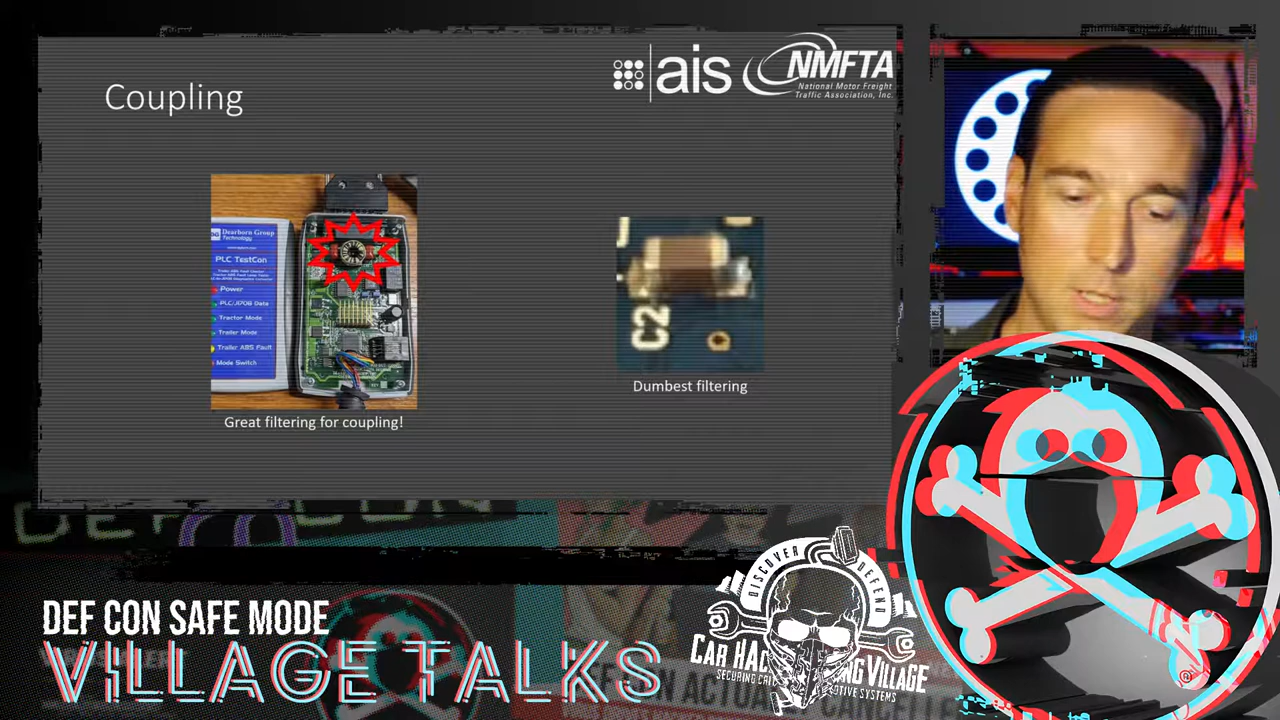 Coupling
ais
NMFTA
National Motor Freight
Traffic Association, Inc.
Dearborn Group
Technology
PLC TestCon
Power
PLC/J1708 Data
Tractor Mode
Trailer Mode
Trailer ABS Fault
Mode Switch
Great filtering for coupling!
C2
Dumbest filtering
DEF CON
DEF CON SAFE MODE
VILLAGE TALKS
DISCOVER
DEFEND
CAR HACKING VILLAGE